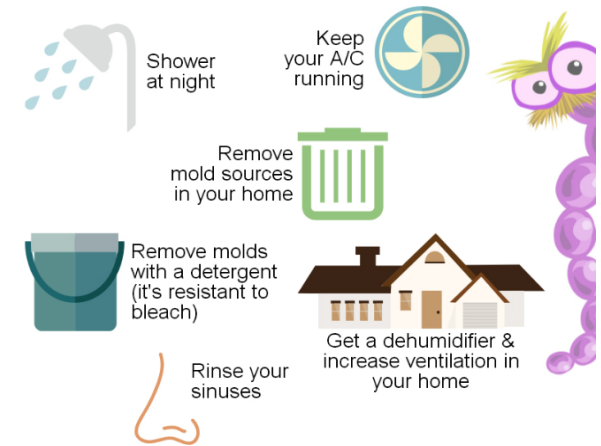 Shower
at night
Keep
your A/C
running
Remove
mold sources
in your home
Remove molds
with a detergent
(it's resistant to
bleach)
Get a dehumidifier &
increase ventilation in
your home
Rinse your
sinuses